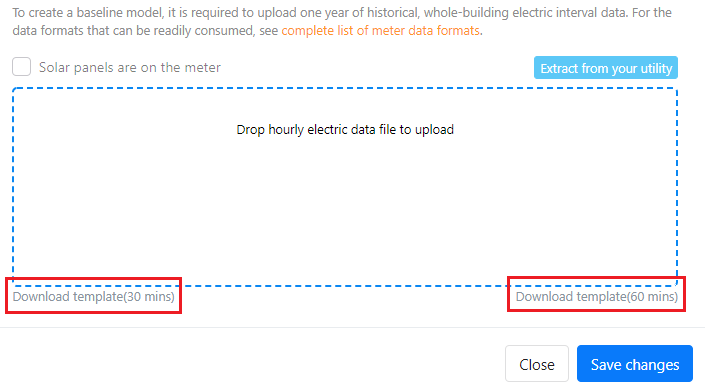 To create a baseline model, it is required to upload one year of historical, whole-building electric interval data. For the
data formats that can be readily consumed, see complete list of meter data formats.
Solar panels are on the meter
Extract from your utility
Drop hourly electric data file to upload
Download template(30 mins)
Download template(60 mins)
Close
Save changes